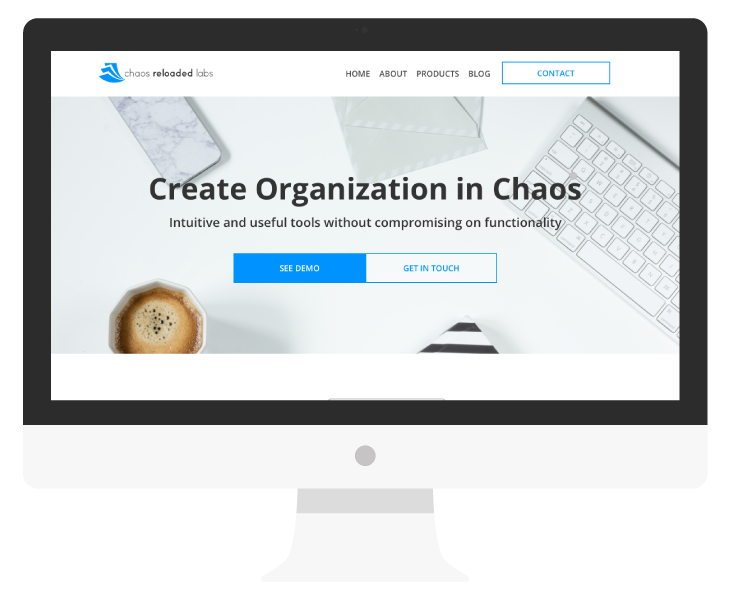 chaos reloaded labs
HOME ABOUT PRODUCTS BLOG CONTACT
Create Organization in Chaos
Intuitive and useful tools without compromising on functionality
SEE DEMO GET IN TOUCH